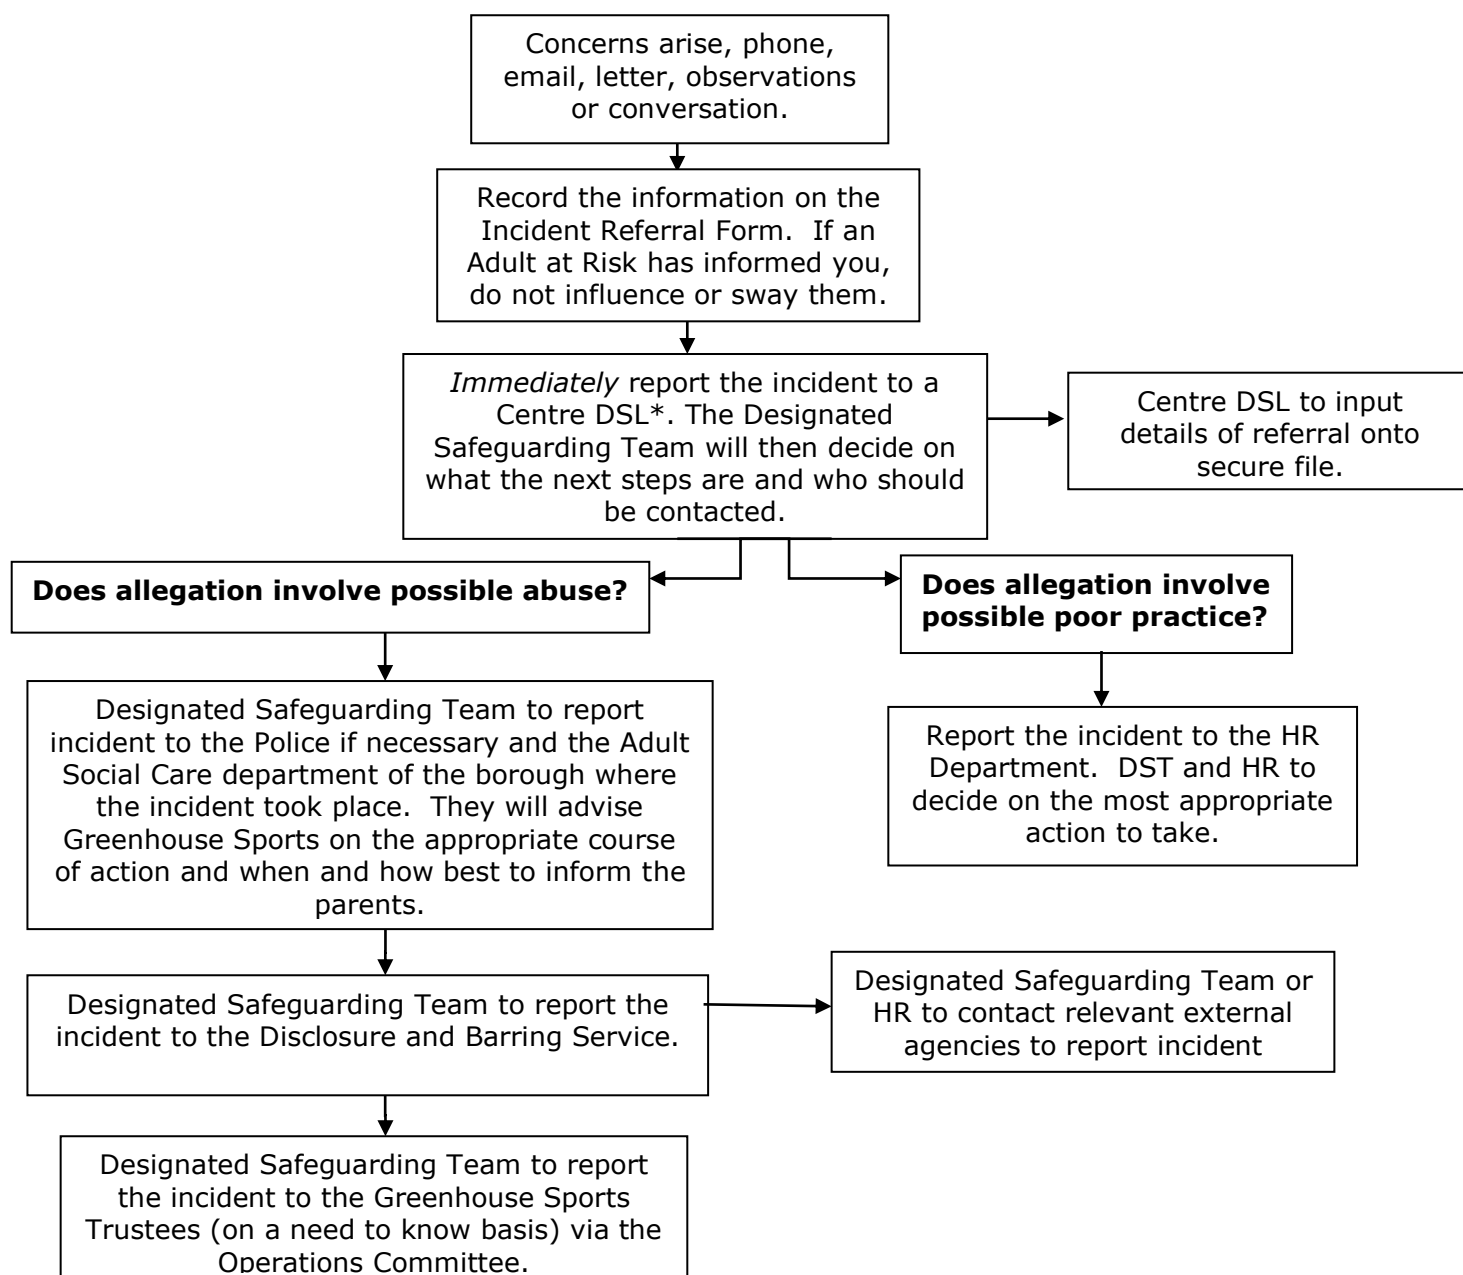 Concerns arise, phone,
email, letter, observations
or conversation.
Record the information on the
Incident Referral Form.  If an
Adult at Risk has informed you,
do not influence or sway them.
Immediately report the incident to a
Centre DSL*. The Designated
Safeguarding Team will then decide on
what the next steps are and who should
be contacted.
Centre DSL to input
details of referral onto
secure file.
Does allegation involve possible abuse?
Does allegation involve
possible poor practice?
Designated Safeguarding Team to report
incident to the Police if necessary and the Adult
Social Care department of the borough where
the incident took place.  They will advise
Greenhouse Sports on the appropriate course
of action and when and how best to inform the
parents.
Report the incident to the HR
Department.  DST and HR to
decide on the most appropriate
action to take.
Designated Safeguarding Team to report the
incident to the Disclosure and Barring Service.
Designated Safeguarding Team or
HR to contact relevant external
agencies to report incident
Designated Safeguarding Team to report
the incident to the Greenhouse Sports
Trustees (on a need to know basis) via the
Operations Committee.